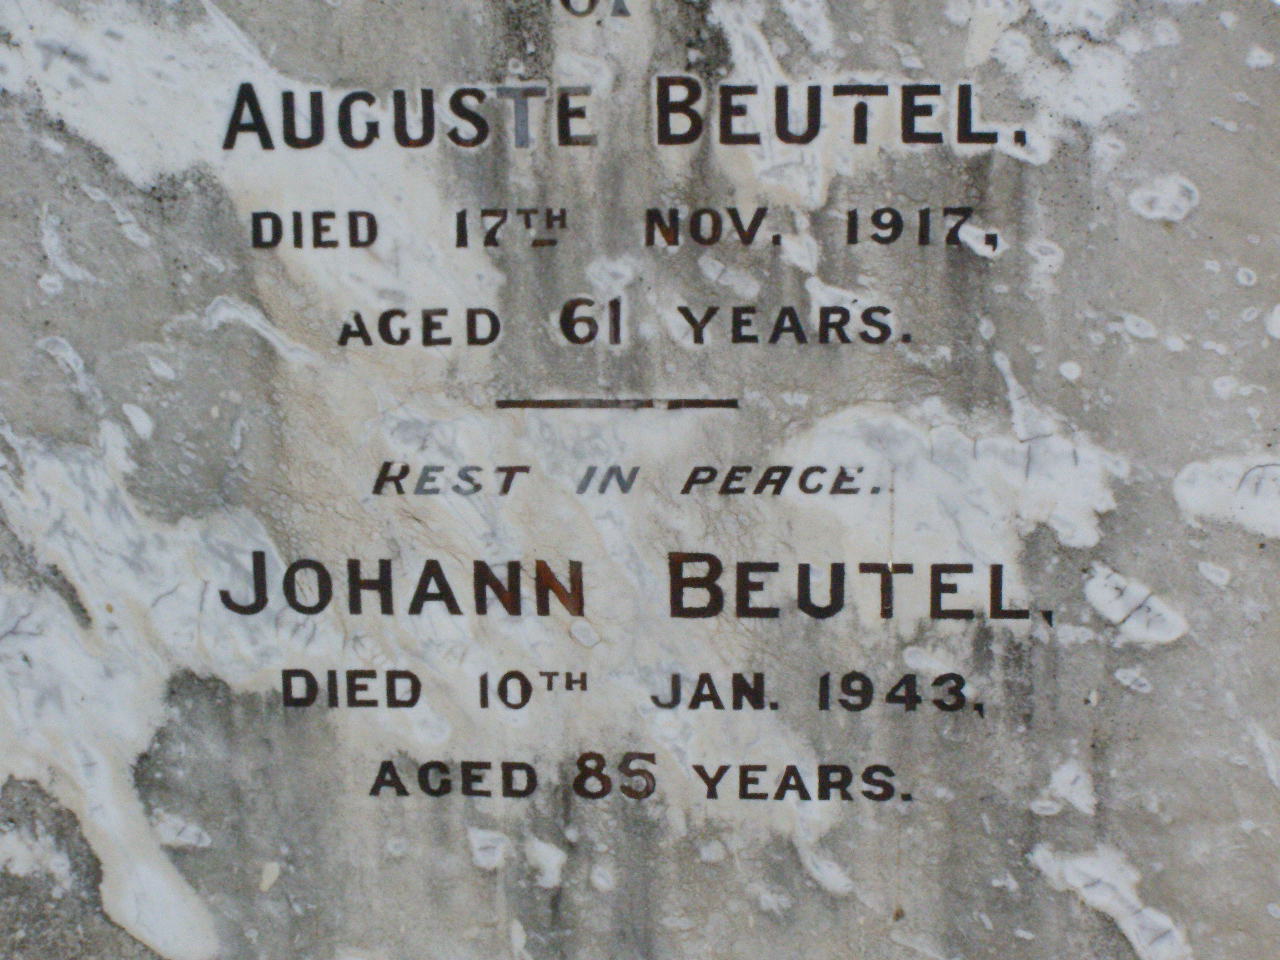 AUGUSTE BEUTEL,
DIED 17TH NOV. 1917,
AGED 61 YEARS.
REST IN PEACE.
JOHANN BEUTEL,
DIED 10TH JAN. 1943,
AGED 85 YEARS.